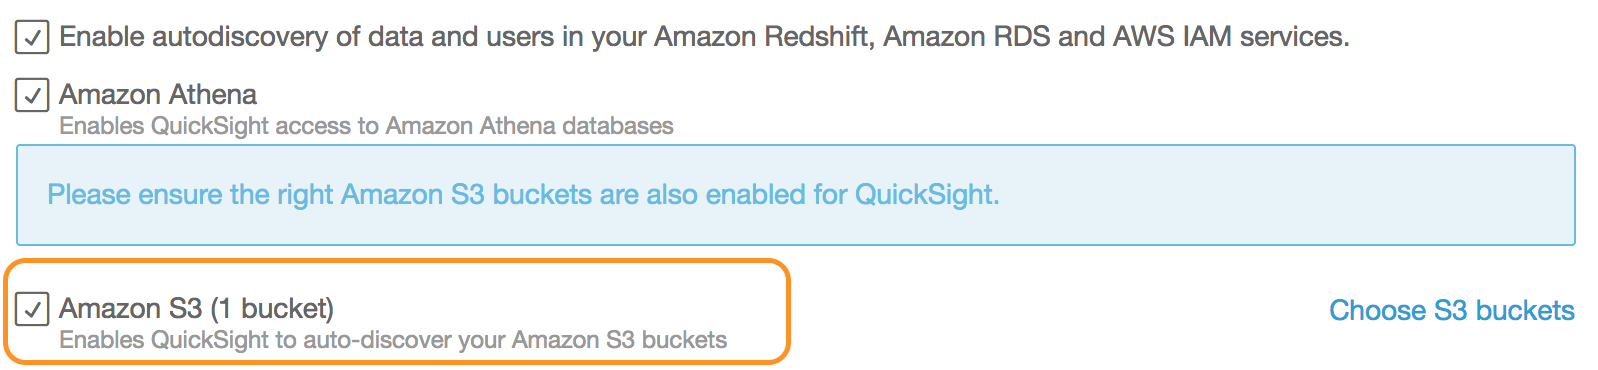 Enable autodiscovery of data and users in your Amazon Redshift, Amazon RDS and AWS IAM services.
Amazon Athena
Enables QuickSight access to Amazon Athena databases
Please ensure the right Amazon S3 buckets are also enabled for QuickSight.
Amazon S3 (1 bucket)
Choose S3 buckets
Enables QuickSight to auto-discover your Amazon S3 buckets